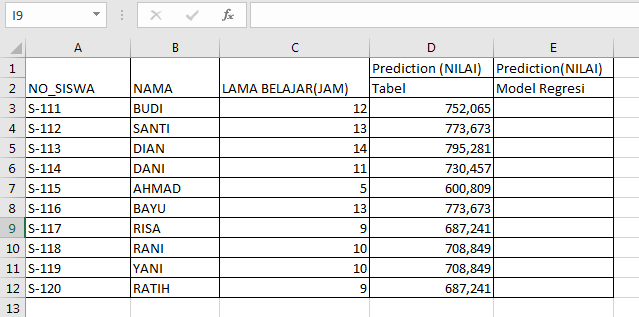 I9 fx
A B C D E
1 Prediction (NILAI) Prediction(NILAI)
2 NO_SISWA NAMA LAMA BELAJAR(JAM) Tabel Model Regresi
3 S-111 BUDI 12 752,065
4 S-112 SANTI 13 773,673
5 S-113 DIAN 14 795,281
6 S-114 DANI 11 730,457
7 S-115 AHMAD 5 600,809
8 S-116 BAYU 13 773,673
9 S-117 RISA 9 687,241
10 S-118 RANI 10 708,849
11 S-119 YANI 10 708,849
12 S-120 RATIH 9 687,241
13